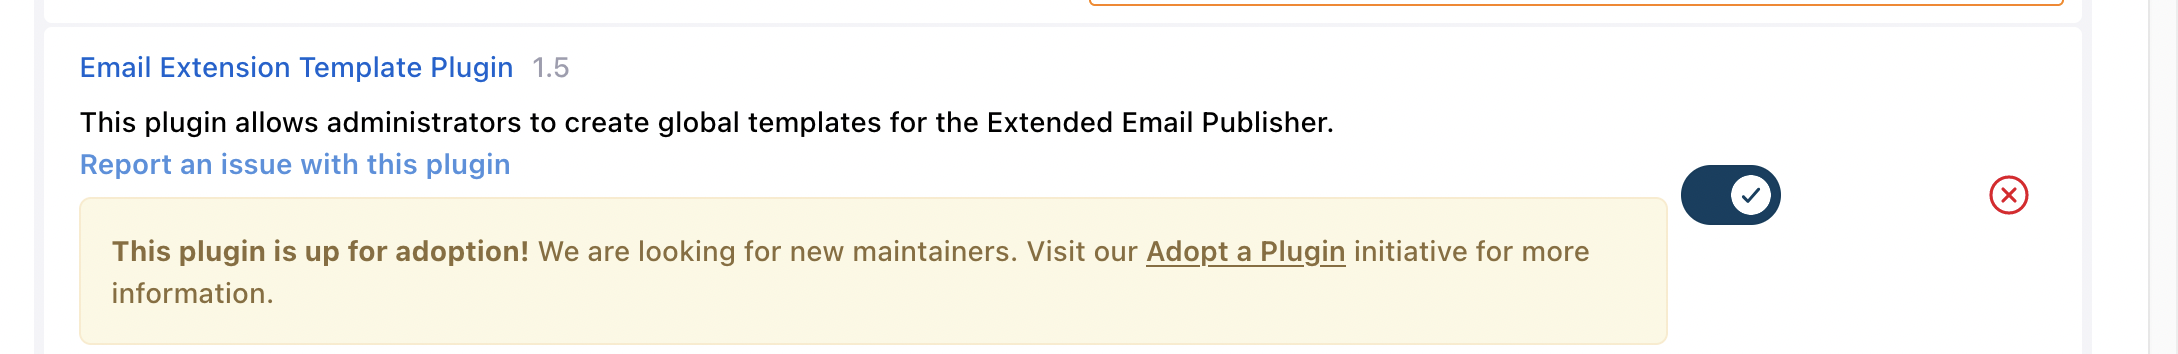 Email Extension Template Plugin 1.5
This plugin allows administrators to create global templates for the Extended Email Publisher.
Report an issue with this plugin
This plugin is up for adoption! We are looking for new maintainers. Visit our Adopt a Plugin initiative for more
information.